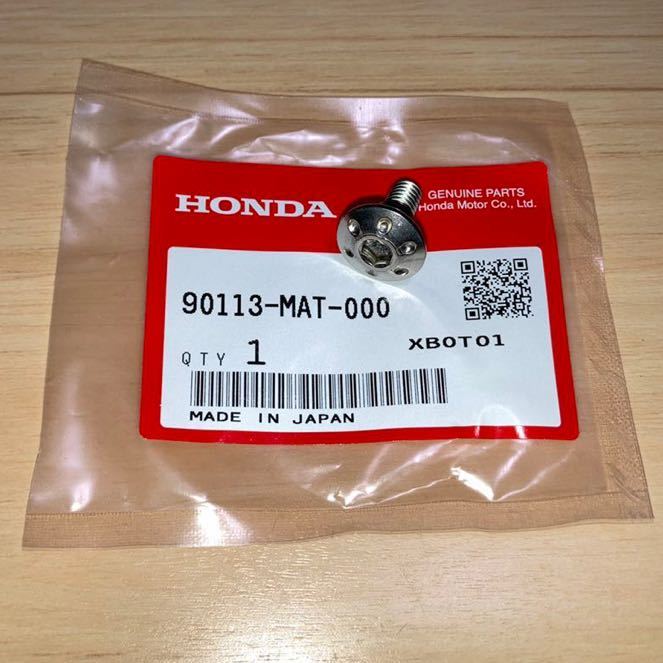 HONDA
GENUINE PARTS
Honda Motor Co., Ltd.
90113-MAT-000
QTY 1
XB0T01
MADE IN JAPAN